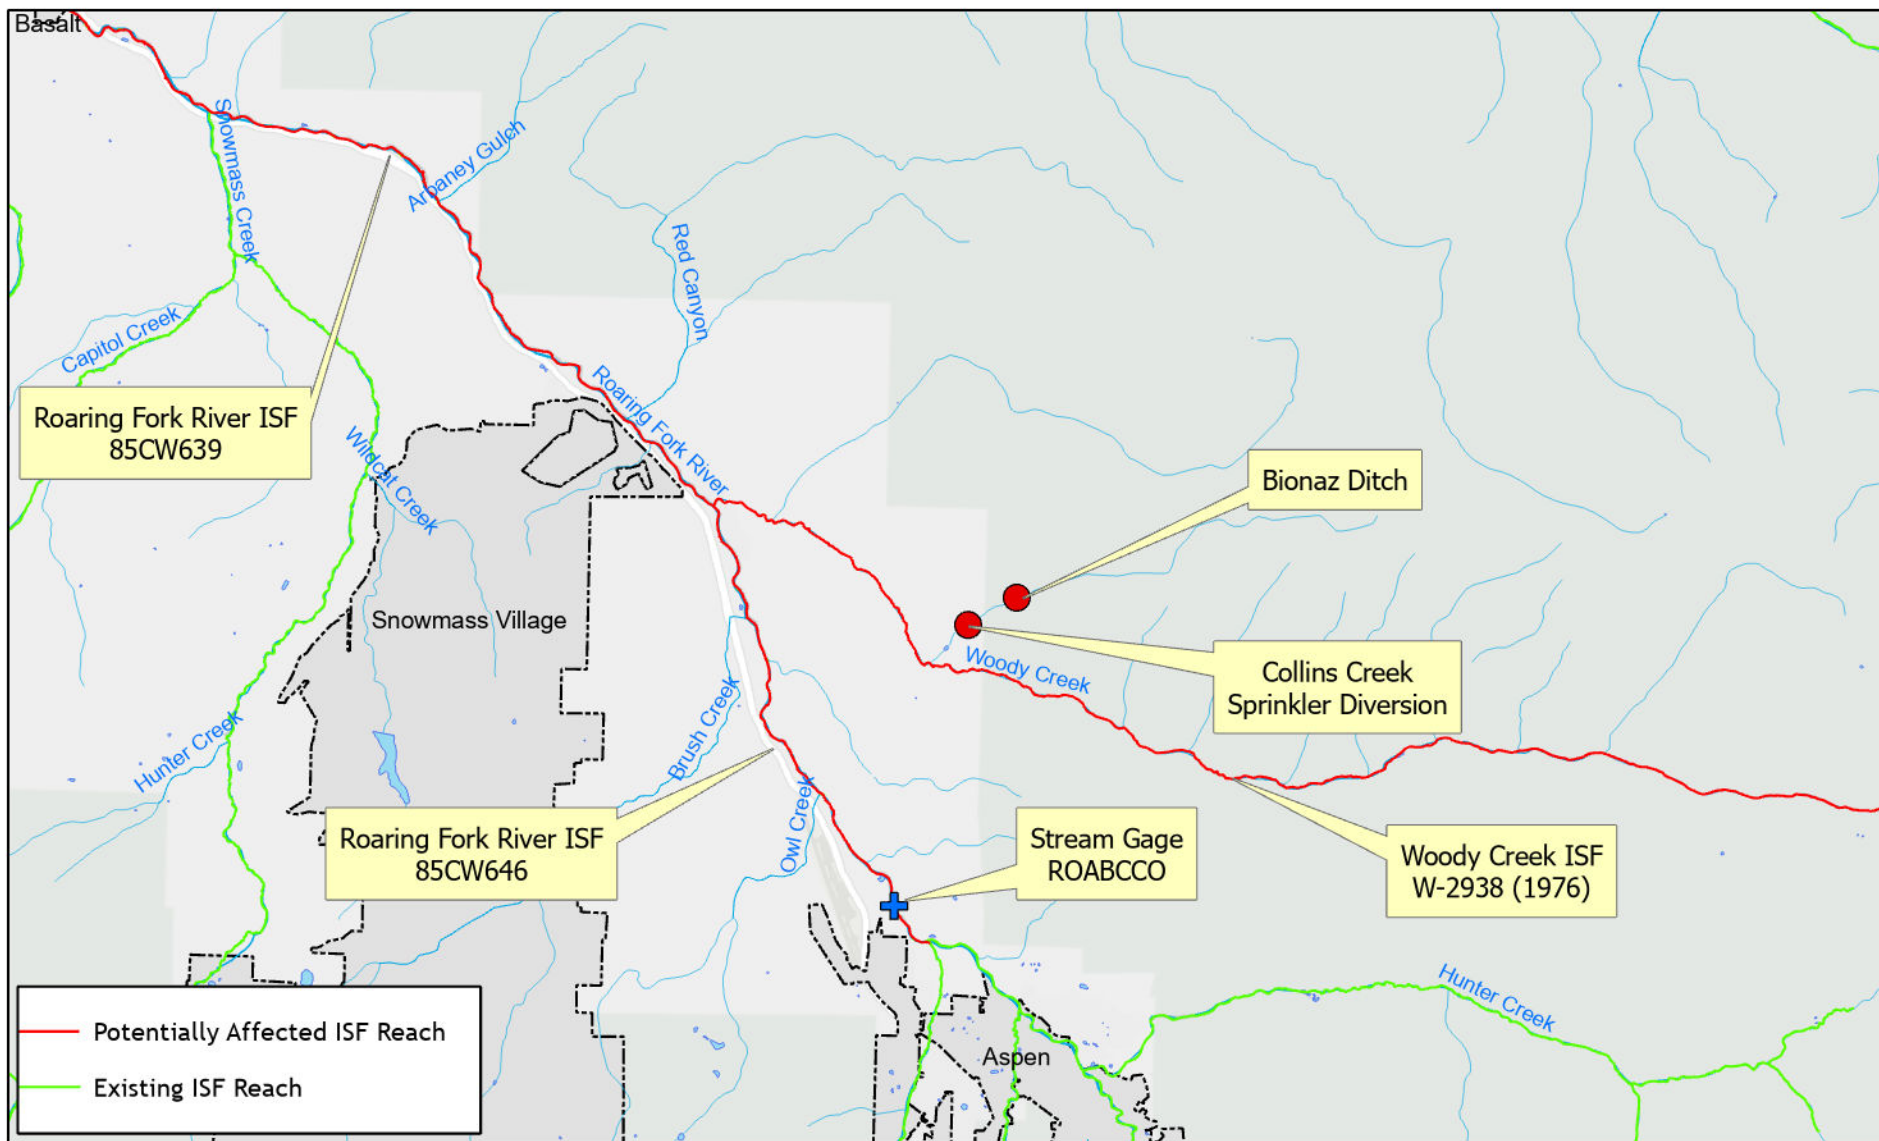 Basalt
Snowmass Creek
Arbaney Gulch
Red Canyon
Capitol Creek
Roaring Fork River ISF
85CW639
Roaring Fork River
Wildcat Creek
Bionaz Ditch
Snowmass Village
Woody Creek
Collins Creek
Sprinkler Diversion
Brush Creek
Hunter Creek
Owl Creek
Roaring Fork River ISF
85CW646
Stream Gage
ROABCCO
Woody Creek ISF
W-2938 (1976)
Hunter Creek
Aspen
Potentially Affected ISF Reach
Existing ISF Reach